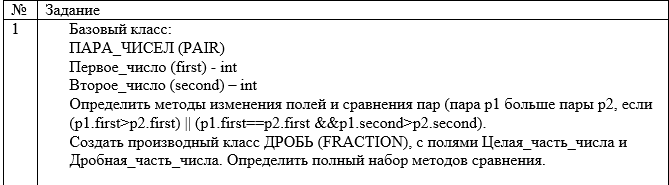 № Задание
1 Базовый класс:
ПАРА_ЧИСЕЛ (PAIR)
Первое_число (first) - int
Второе_число (second) – int
Определить методы изменения полей и сравнения пар (пара p1 больше пары p2, если
(p1.first>p2.first) || (p1.first==p2.first &&p1.second>p2.second).
Создать производный класс ДРОБЬ (FRACTION), с полями Целая_часть_числа и
Дробная_часть_числа. Определить полный набор методов сравнения.